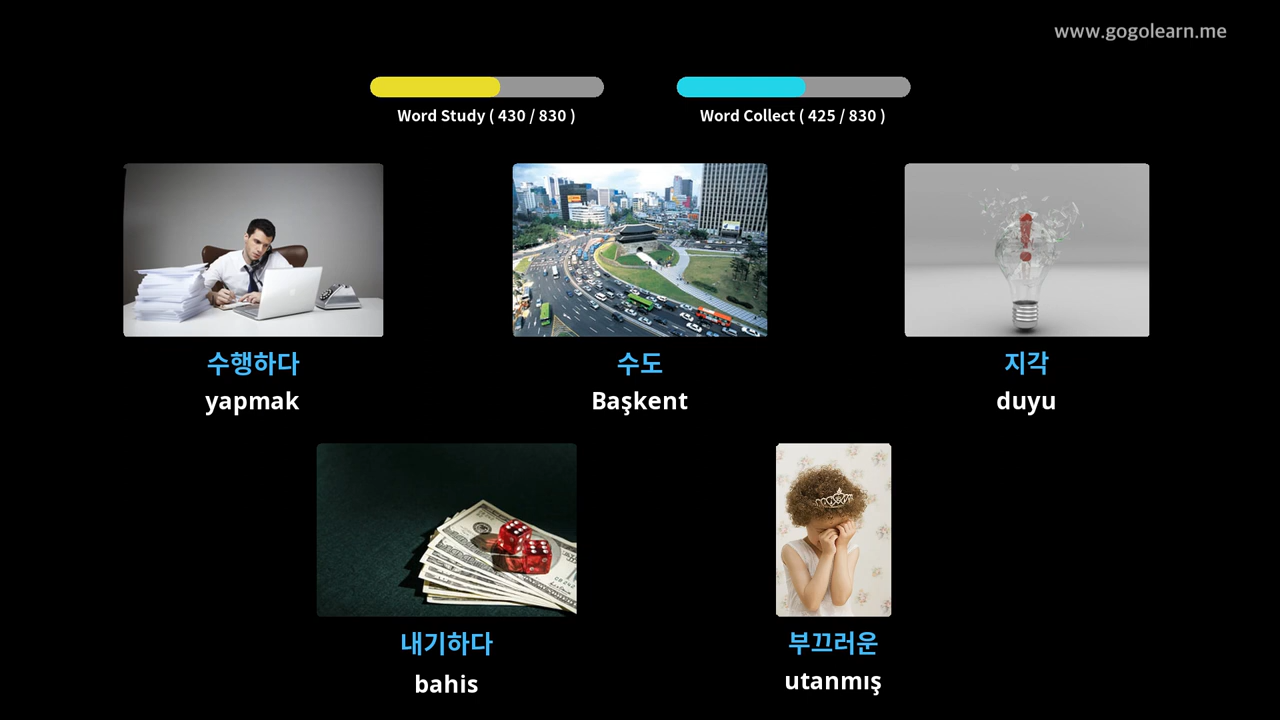 www.gogolearn.me
Word Study ( 430 / 830 )
Word Collect ( 425 / 830 )
수행하다
yapmak
수도
Başkent
지각
duyu
내기하다
bahis
부끄러운
utanmış